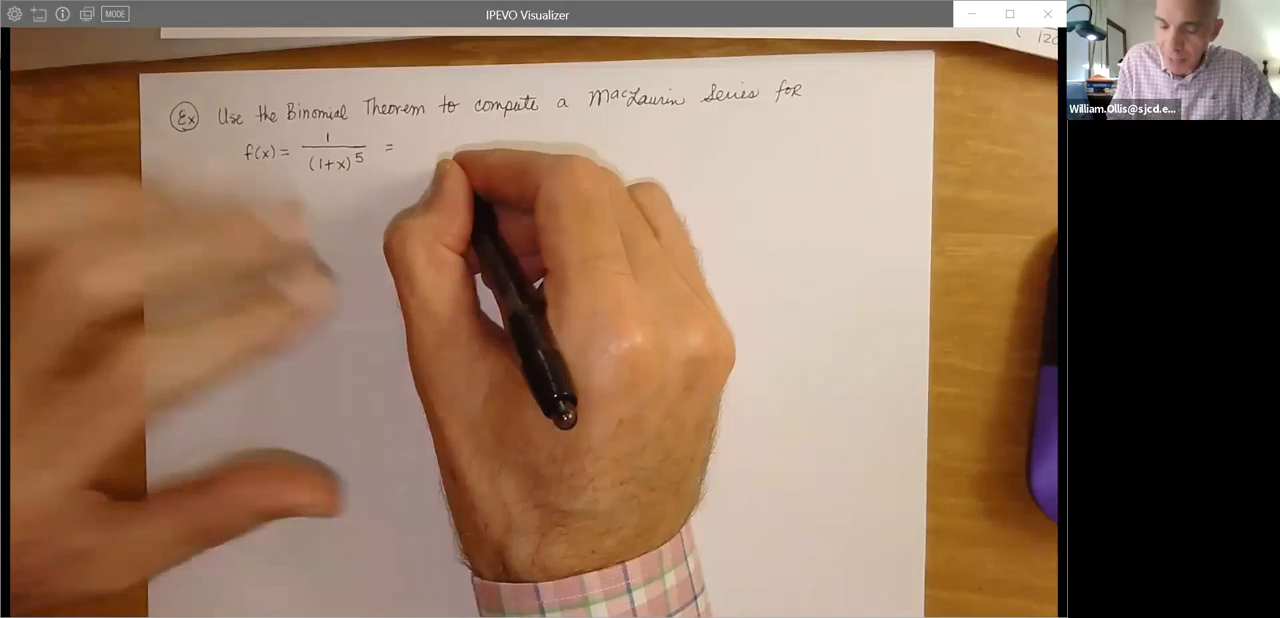 IPEVO Visualizer
MODE
120
William.Ollis@sjcd.e...
Ex Use the Binomial Theorem to compute a MacLaurin Series for
f(x) = 1/(1+x)^5 =